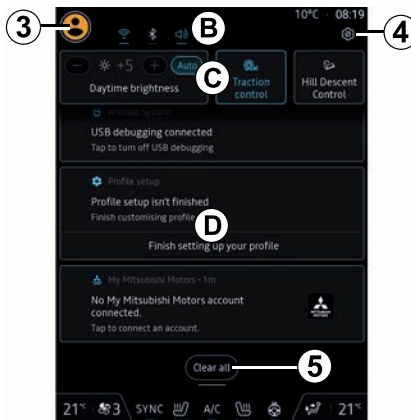 3
B
10°C 08:19
4
+5
Auto
C
Daytime brightness
Traction
control
Hill Descent
Control
Android System
USB debugging connected
Tap to turn off USB debugging
Profile setup
Profile setup isn't finished
Finish customising profile
D
Finish setting up your profile
My Mitsubishi Motors · 1m
No My Mitsubishi Motors account
connected.
Tap to connect an account.
MITSUBISHI
MOTORS
Clear all
5
21°C 3 SYNC A/C 21°C